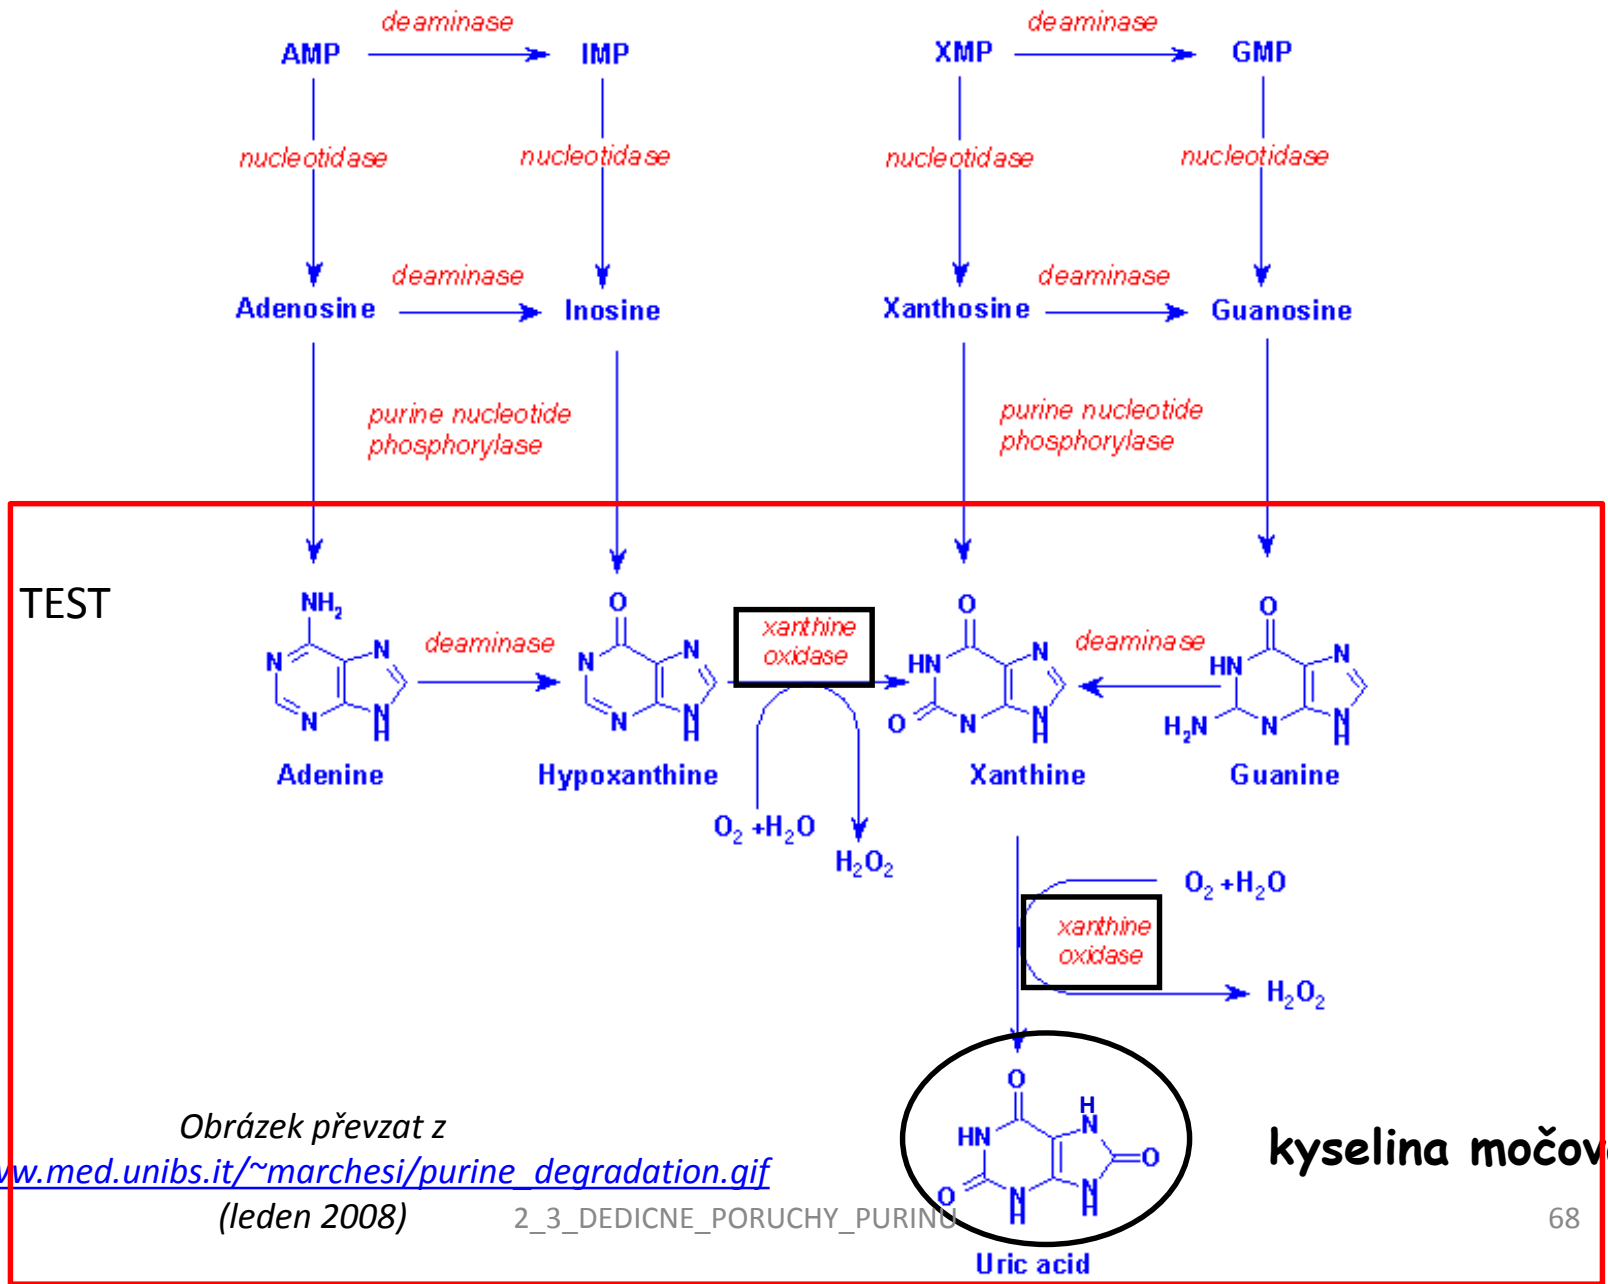 deaminase deaminase
AMP IMP XMP GMP
nucleotidase nucleotidase nucleotidase nucleotidase
deaminase deaminase
Adenosine Inosine Xanthosine Guanosine
purine nucleotide
phosphorylase
purine nucleotide
phosphorylase
TEST
NH₂ N N N N H
deaminase
O N N N N H
xanthine
oxidase
O HN N O N N H
deaminase
O HN N H₂N N N H
Adenine Hypoxanthine Xanthine Guanine
O₂ +H₂O
H₂O₂
O₂ +H₂O
xanthine
oxidase
H₂O₂
O HN H N O O N H N H
Uric acid
kyselina močov
Obrázek převzat z
w.med.unibs.it/~marchesi/purine_degradation.gif
(leden 2008)
2_3_DEDICNE_PORUCHY_PURINU
68